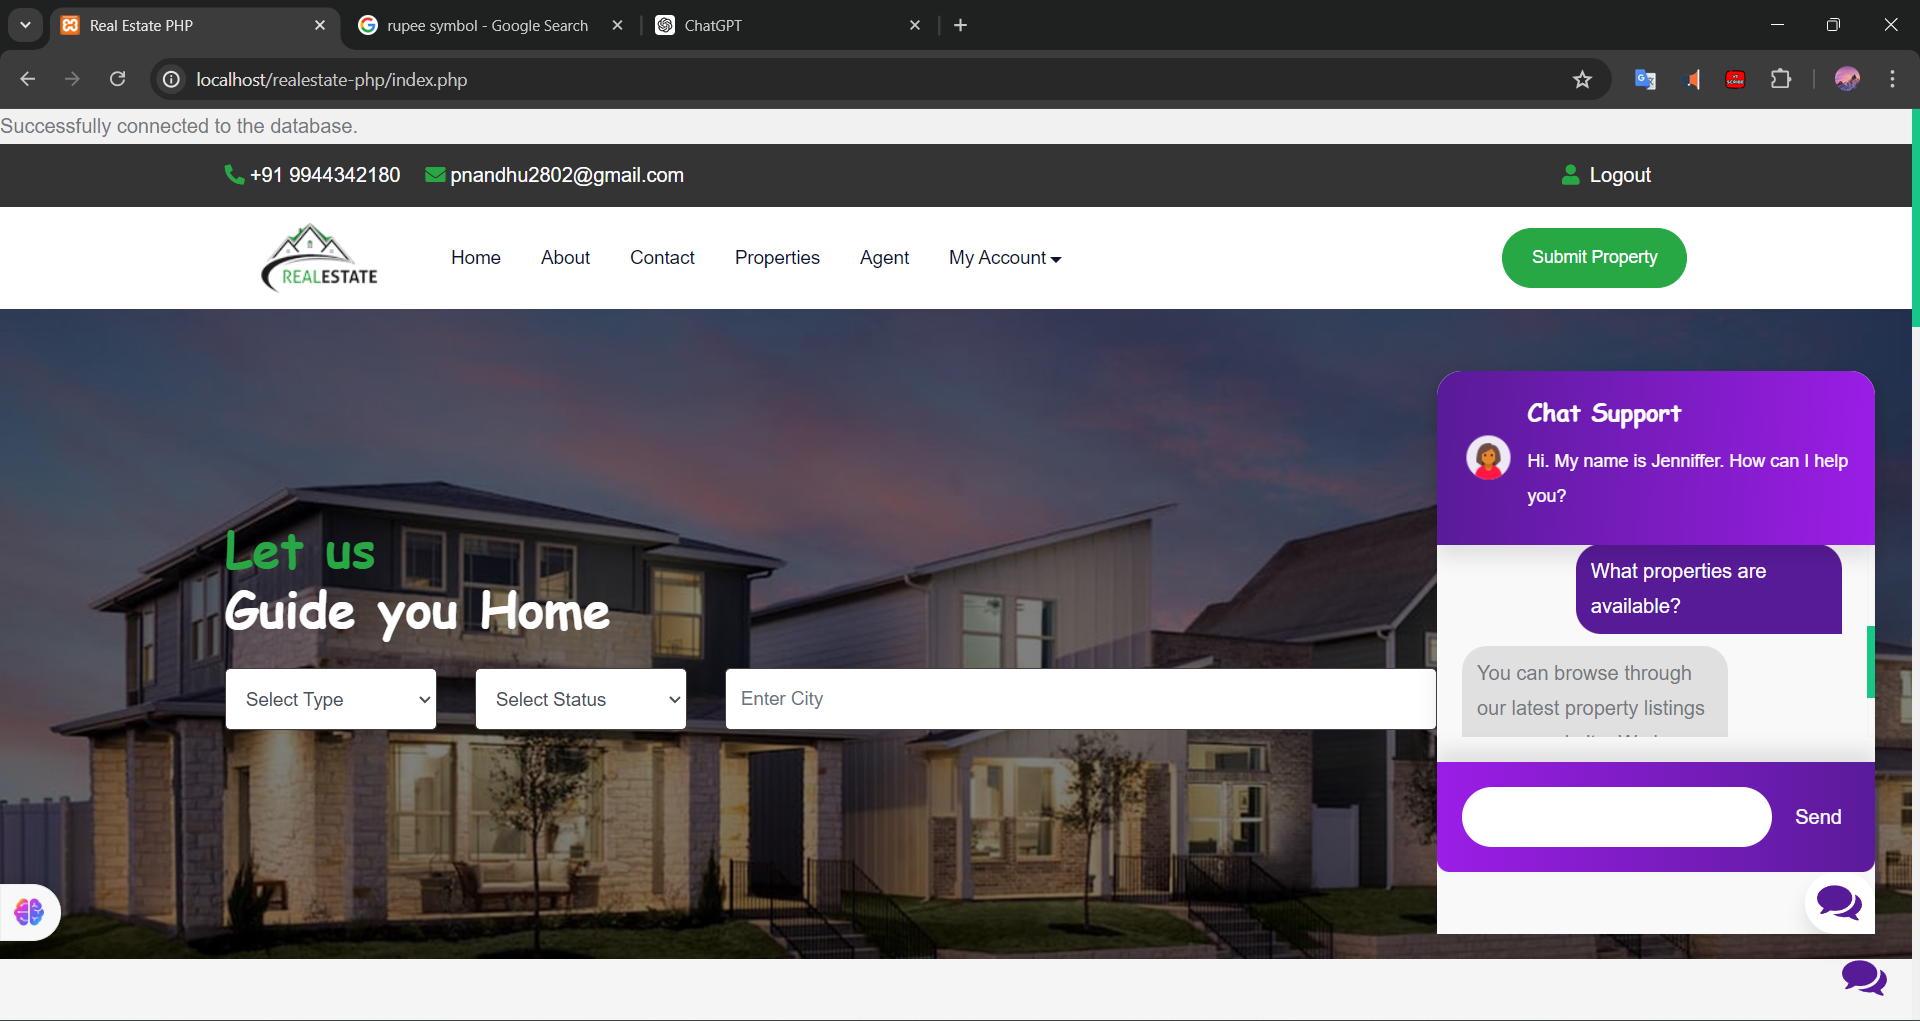 Real Estate PHP
rupee symbol - Google Search
ChatGPT
localhost/realestate-php/index.php
Successfully connected to the database.
+91 9944342180
pnandhu2802@gmail.com
Logout
REALESTATE
Home
About
Contact
Properties
Agent
My Account
Submit Property
Let us
Guide you Home
Select Type
Select Status
Enter City
Chat Support
Hi. My name is Jenniffer. How can I help
you?
What properties are
available?
You can browse through
our latest property listings
Send